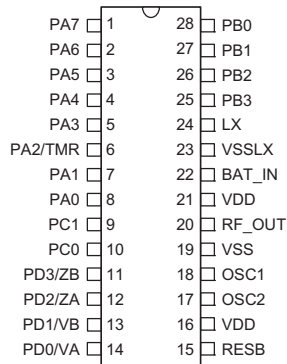 PA7 1 28 PB0
PA6 2 27 PB1
PA5 3 26 PB2
PA4 4 25 PB3
PA3 5 24 LX
PA2/TMR 6 23 VSSLX
PA1 7 22 BAT_IN
PA0 8 21 VDD
PC1 9 20 RF_OUT
PC0 10 19 VSS
PD3/ZB 11 18 OSC1
PD2/ZA 12 17 OSC2
PD1/VB 13 16 VDD
PD0/VA 14 15 RESB